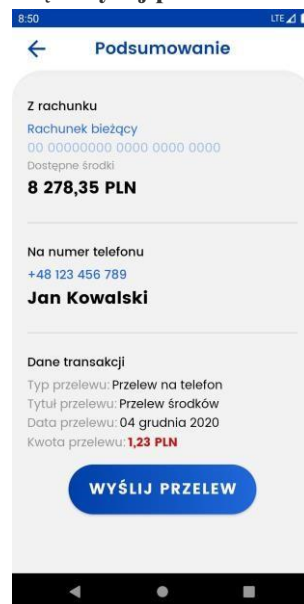 8:50 LTE
Podsumowanie
Z rachunku
Rachunek bieżący
00 00000000 0000 0000 0000
Dostępne środki
8 278,35 PLN
Na numer telefonu
+48 123 456 789
Jan Kowalski
Dane transakcji
Typ przelewu: Przelew na telefon
Tytuł przelewu: Przelew środków
Data przelewu: 04 grudnia 2020
Kwota przelewu: 1,23 PLN
WYŚLIJ PRZELEW